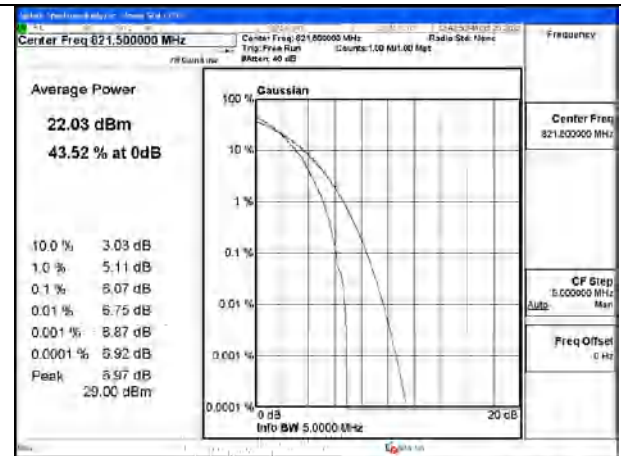 Center Freq 821.500000 MHz
Center Freq: 821.500000 MHz
Radio Std: None
Trig: Free Run
Counts:1.00 M/1.00 Mpt
#Atten: 40 dB
Frequency
Average Power
22.03 dBm
43.52 % at 0dB
10.0 % 3.03 dB
1.0 % 5.11 dB
0.1 % 6.07 dB
0.01 % 6.75 dB
0.001 % 6.87 dB
0.0001 % 6.92 dB
Peak 6.97 dB
29.00 dBm
Gaussian
100 %
10 %
1 %
0.1 %
0.01 %
0.001 %
0.0001 %
0 dB
20 dB
Info BW 5.0000 MHz
Center Freq
821.500000 MHz
CF Step
5.000000 MHz
Auto Man
Freq Offset
0 Hz